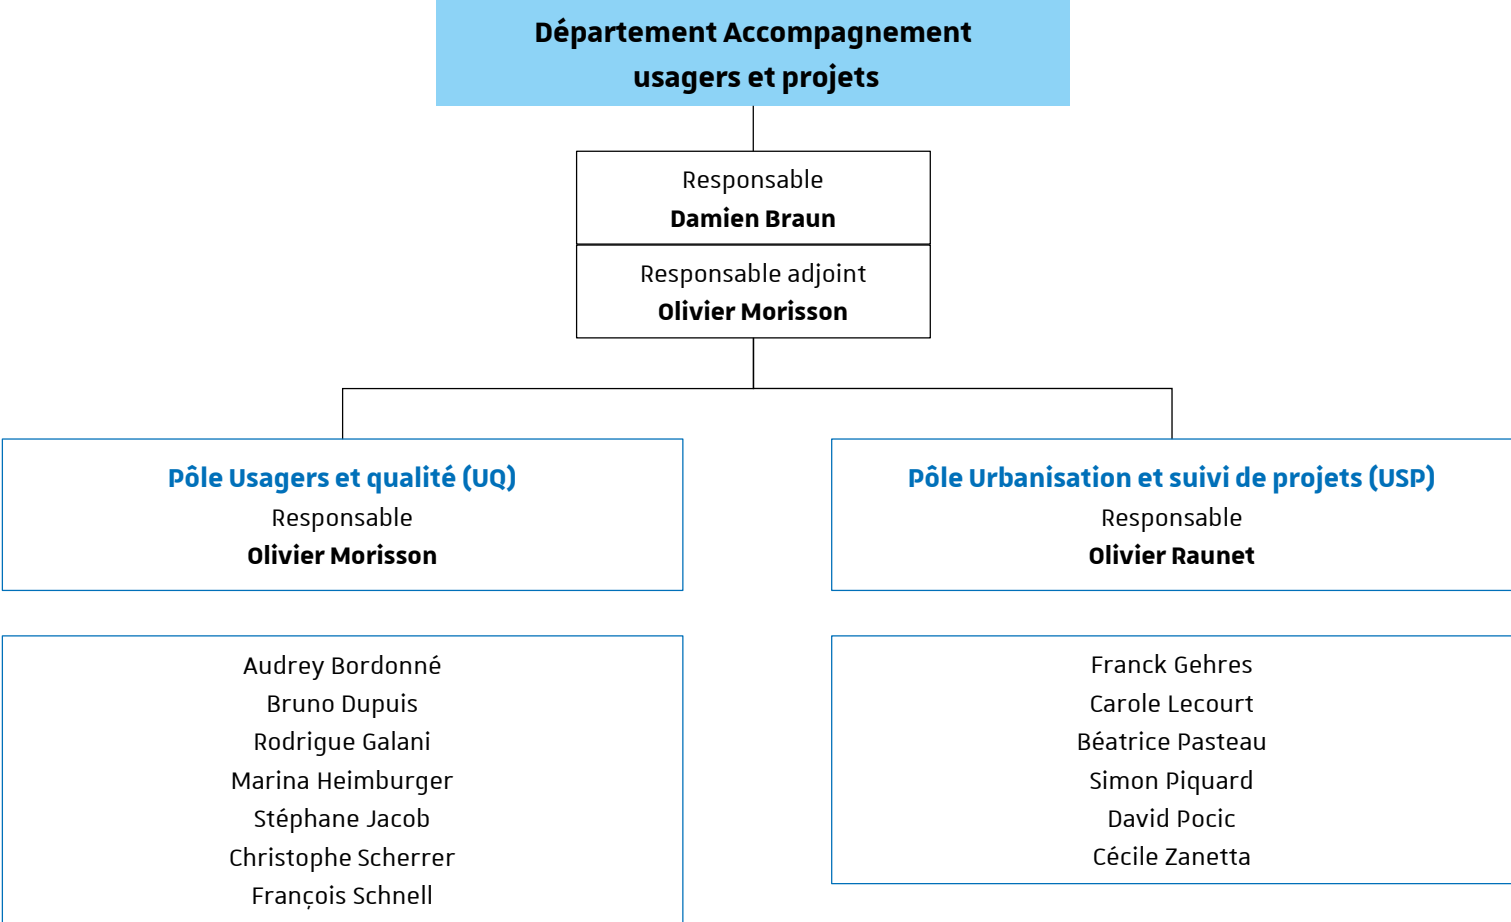 Département Accompagnement
usagers et projets
Responsable
Damien Braun
Responsable adjoint
Olivier Morisson
Pôle Usagers et qualité (UQ)
Responsable
Olivier Morisson
Pôle Urbanisation et suivi de projets (USP)
Responsable
Olivier Raunet
Audrey Bordonné
Bruno Dupuis
Rodrigue Galani
Marina Heimburger
Stéphane Jacob
Christophe Scherrer
François Schnell
Franck Gehres
Carole Lecourt
Béatrice Pasteau
Simon Piquard
David Pocic
Cécile Zanetta